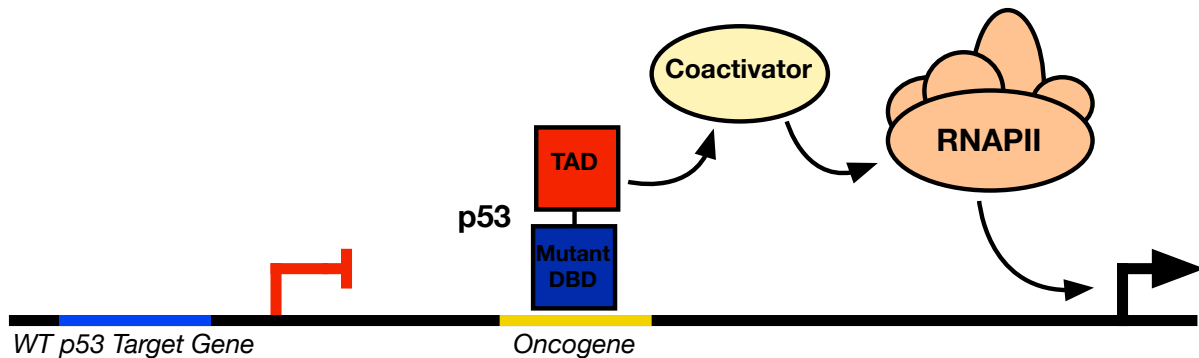 Coactivator
RNAPII
TAD
p53
Mutant
DBD
WT p53 Target Gene
Oncogene